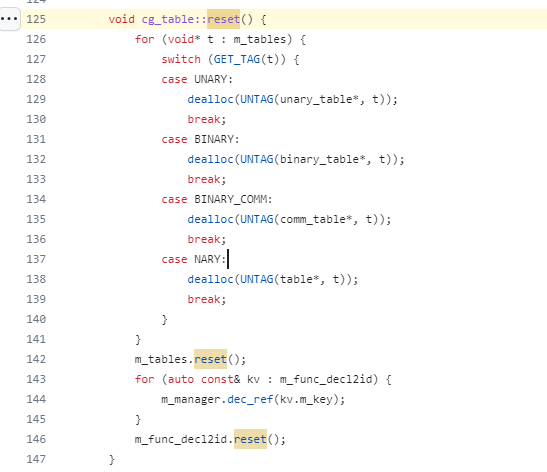 125 void cg_table::reset() {
126 for (void* t : m_tables) {
127 switch (GET_TAG(t)) {
128 case UNARY:
129 dealloc(UNTAG(unary_table*, t));
130 break;
131 case BINARY:
132 dealloc(UNTAG(binary_table*, t));
133 break;
134 case BINARY_COMM:
135 dealloc(UNTAG(comm_table*, t));
136 break;
137 case NARY:
138 dealloc(UNTAG(table*, t));
139 break;
140 }
141 }
142 m_tables.reset();
143 for (auto const& kv : m_func_decl2id) {
144 m_manager.dec_ref(kv.m_key);
145 }
146 m_func_decl2id.reset();
147 }